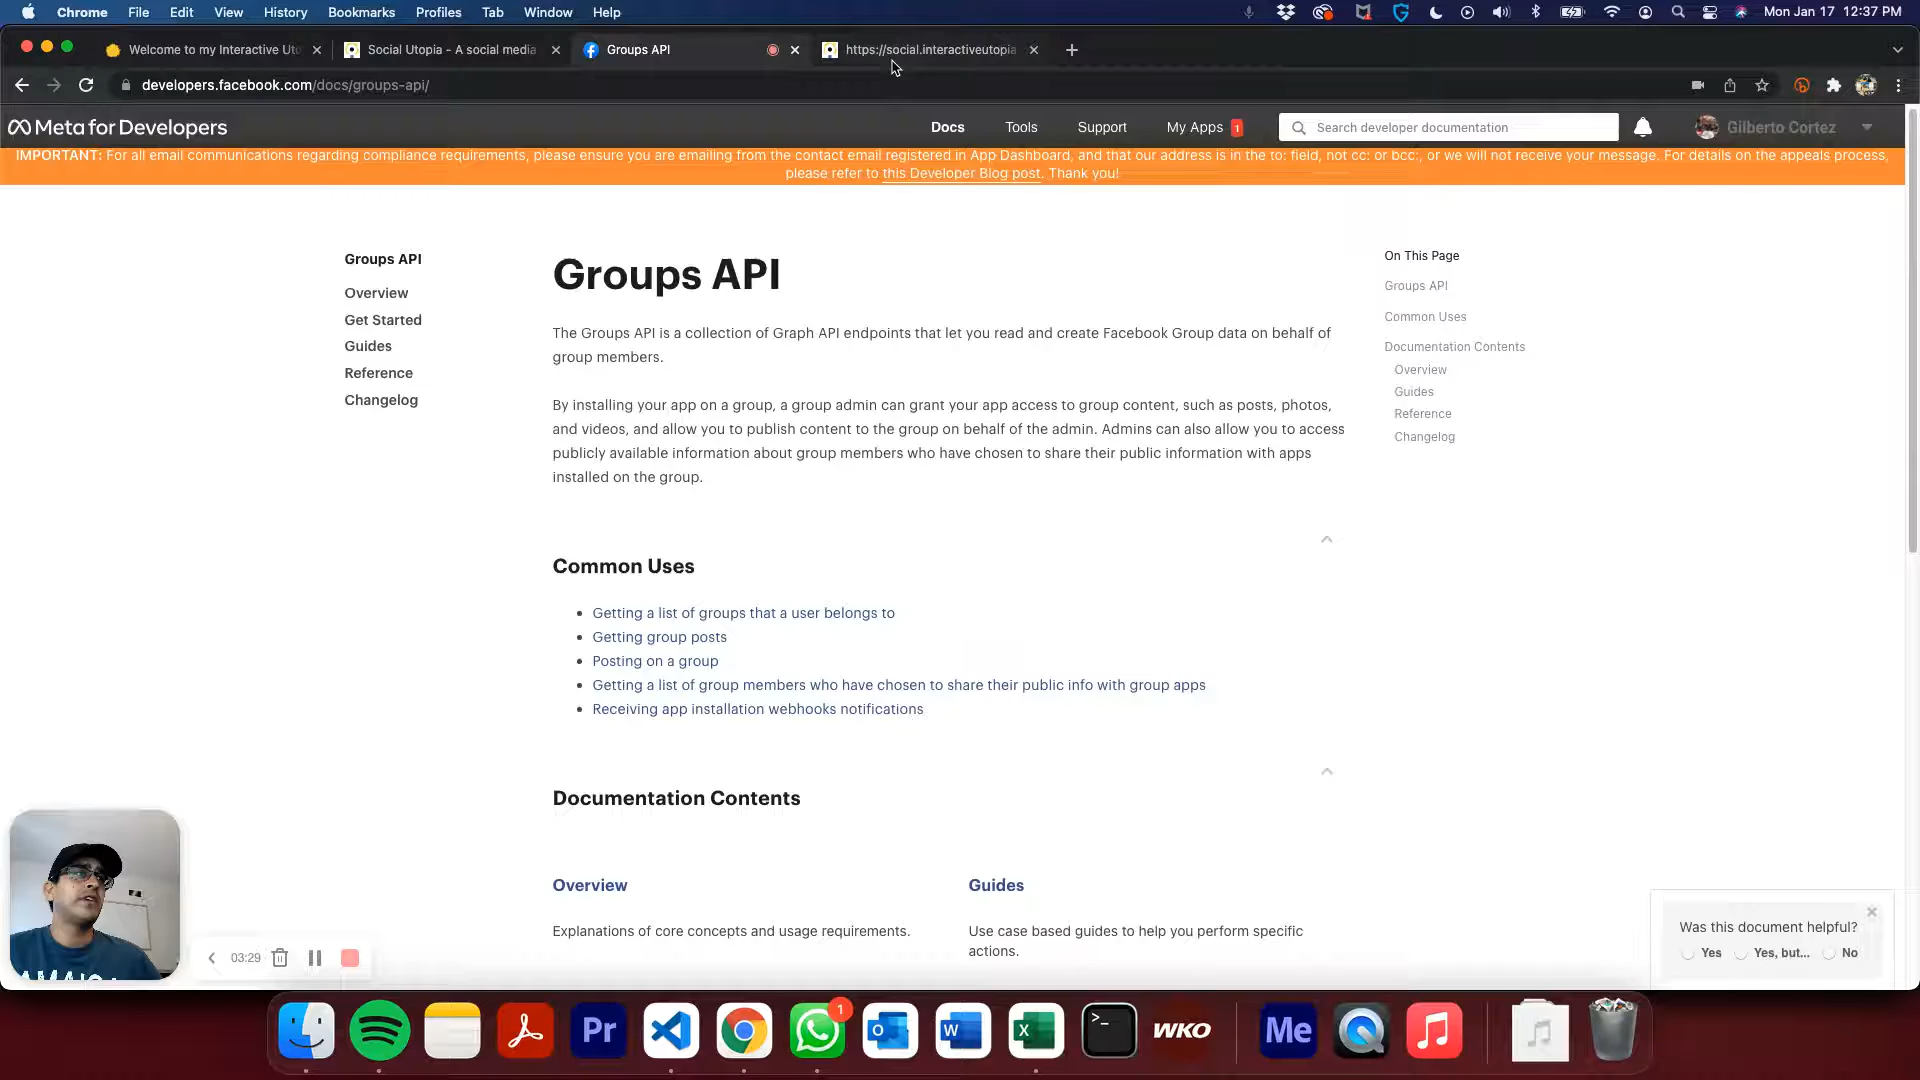 Chrome File Edit View History Bookmarks Profiles Tab Window Help Mon Jan 17 12:37 PM
Welcome to my Interactive Uto
Social Utopia - A social media
Groups API
https://social.interactiveutopia
developers.facebook.com/docs/groups-api/
Meta for Developers
Docs Tools Support My Apps 1
Search developer documentation
Gilberto Cortez
IMPORTANT: For all email communications regarding compliance requirements, please ensure you are emailing from the contact email registered in App Dashboard, and that our address is in the to: field, not cc: or bcc:, or we will not receive your message. For details on the appeals process,
please refer to this Developer Blog post. Thank you!
Groups API
Overview
Get Started
Guides
Reference
Changelog
Groups API
The Groups API is a collection of Graph API endpoints that let you read and create Facebook Group data on behalf of
group members.
By installing your app on a group, a group admin can grant your app access to group content, such as posts, photos,
and videos, and allow you to publish content to the group on behalf of the admin. Admins can also allow you to access
publicly available information about group members who have chosen to share their public information with apps
installed on the group.
Common Uses
Getting a list of groups that a user belongs to
Getting group posts
Posting on a group
Getting a list of group members who have chosen to share their public info with group apps
Receiving app installation webhooks notifications
Documentation Contents
Overview
Explanations of core concepts and usage requirements.
Guides
Use case based guides to help you perform specific
actions.
On This Page
Groups API
Common Uses
Documentation Contents
Overview
Guides
Reference
Changelog
Was this document helpful?
Yes Yes, but... No
03:29
JAMAICA
Pr
1
O
W
X
>_
WKO
Me